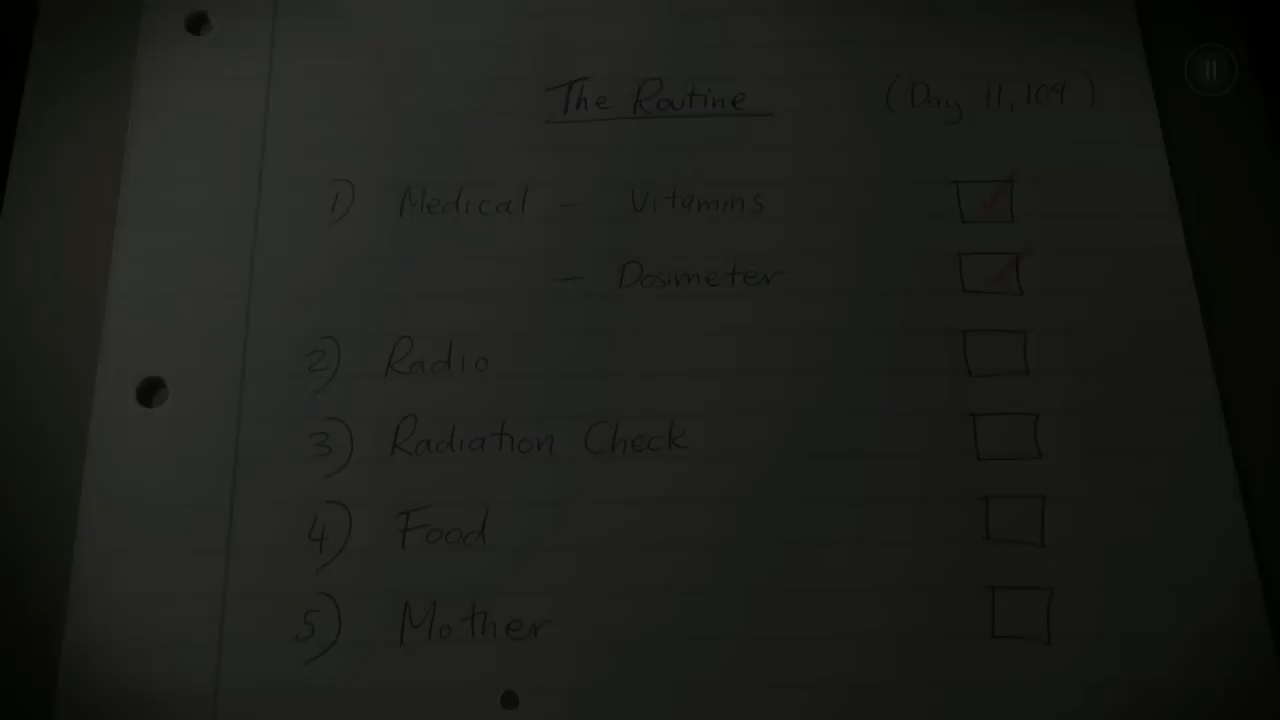 The Routine (Day 11,109)
1) Medical - Vitamins
- Dosimeter
2) Radio
3) Radiation Check
4) Food
5) Mother